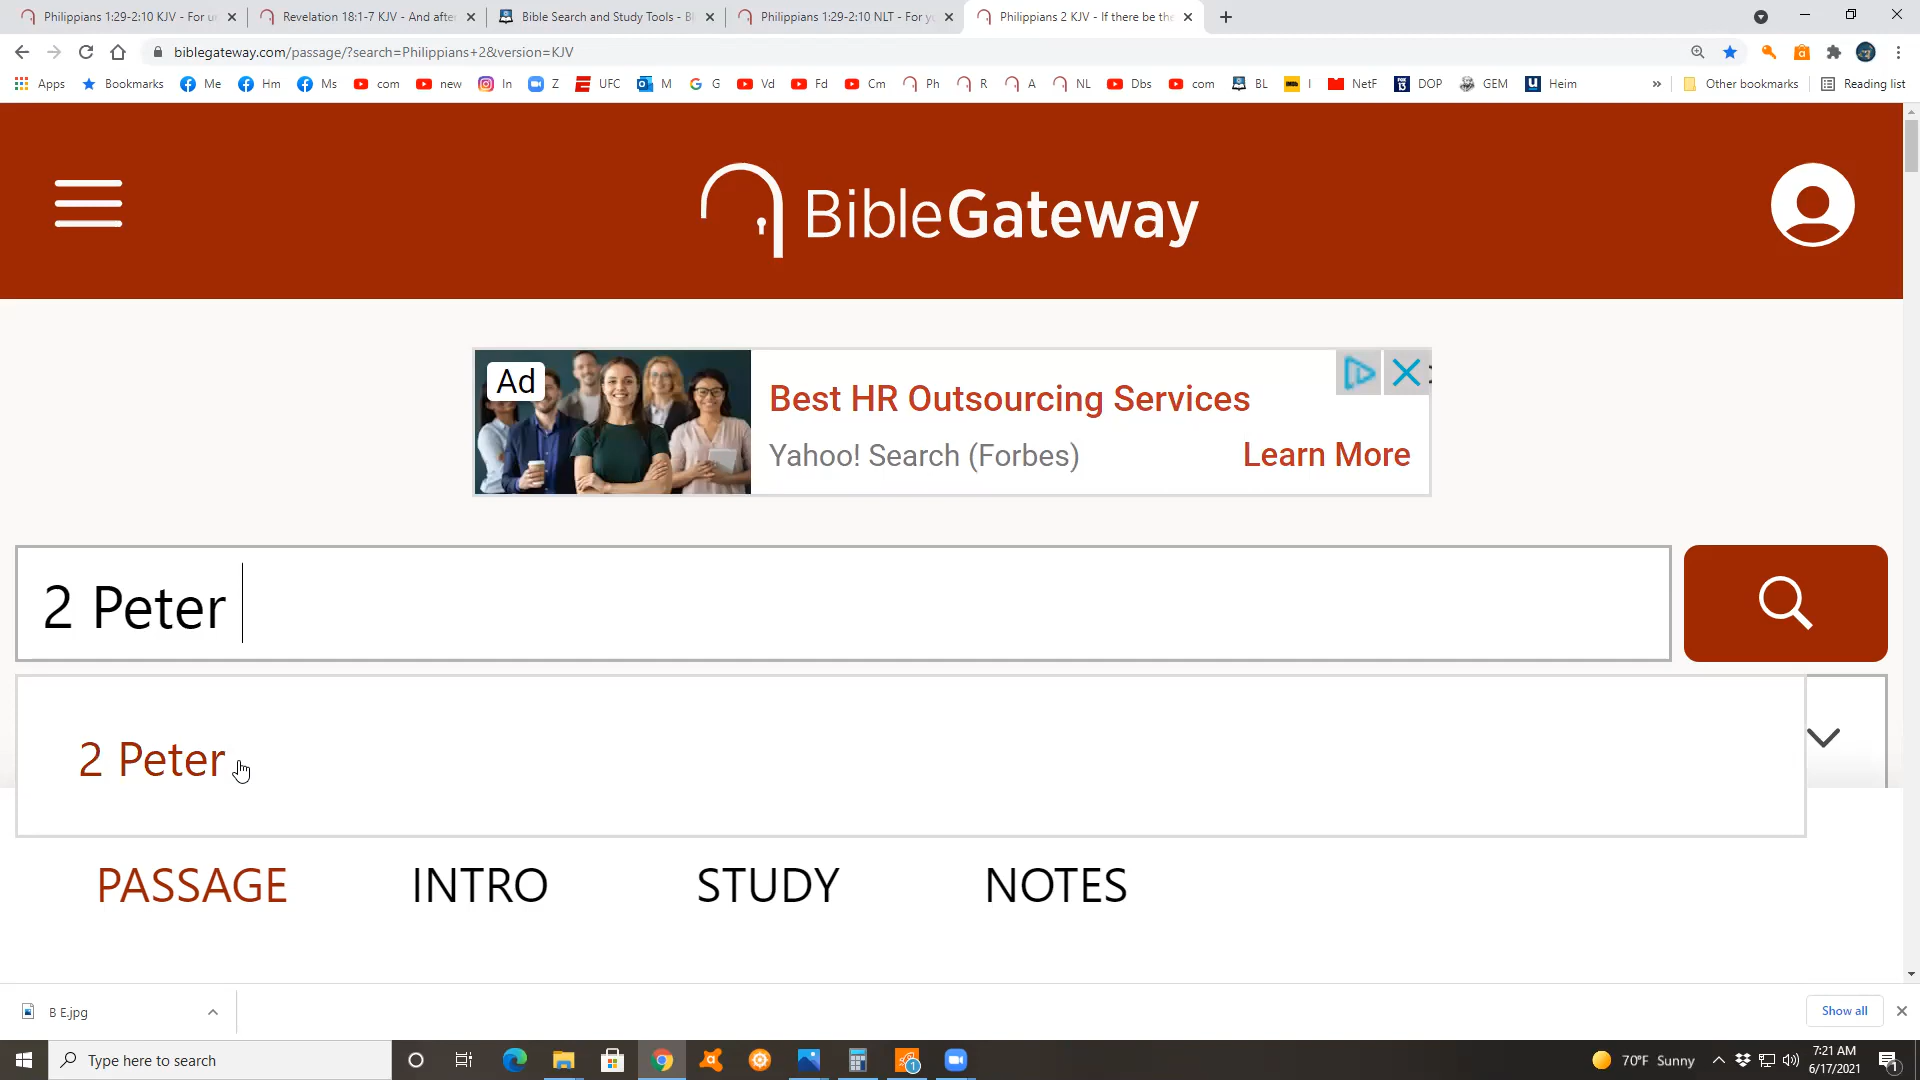 Philippians 1:29-2:10 KJV - For u
Revelation 18:1-7 KJV - And afte
Bible Search and Study Tools - Bl
Philippians 1:29-2:10 NLT - For yo
Philippians 2 KJV - If there be the
biblegateway.com/passage/?search=Philippians+2&version=KJV
Apps
Bookmarks
Me
Hm
Ms
com
new
In
Z
UFC
M
G
Vd
Fd
Cm
Ph
R
A
NL
Dbs
com
BL
I
NetF
DOP
GEM
Heim
»
Other bookmarks
Reading list
BibleGateway
Ad
Best HR Outsourcing Services
Yahoo! Search (Forbes)
Learn More
2 Peter
2 Peter
PASSAGE
INTRO
STUDY
NOTES
B E.jpg
Show all
Type here to search
70°F Sunny
7:21 AM
6/17/2021